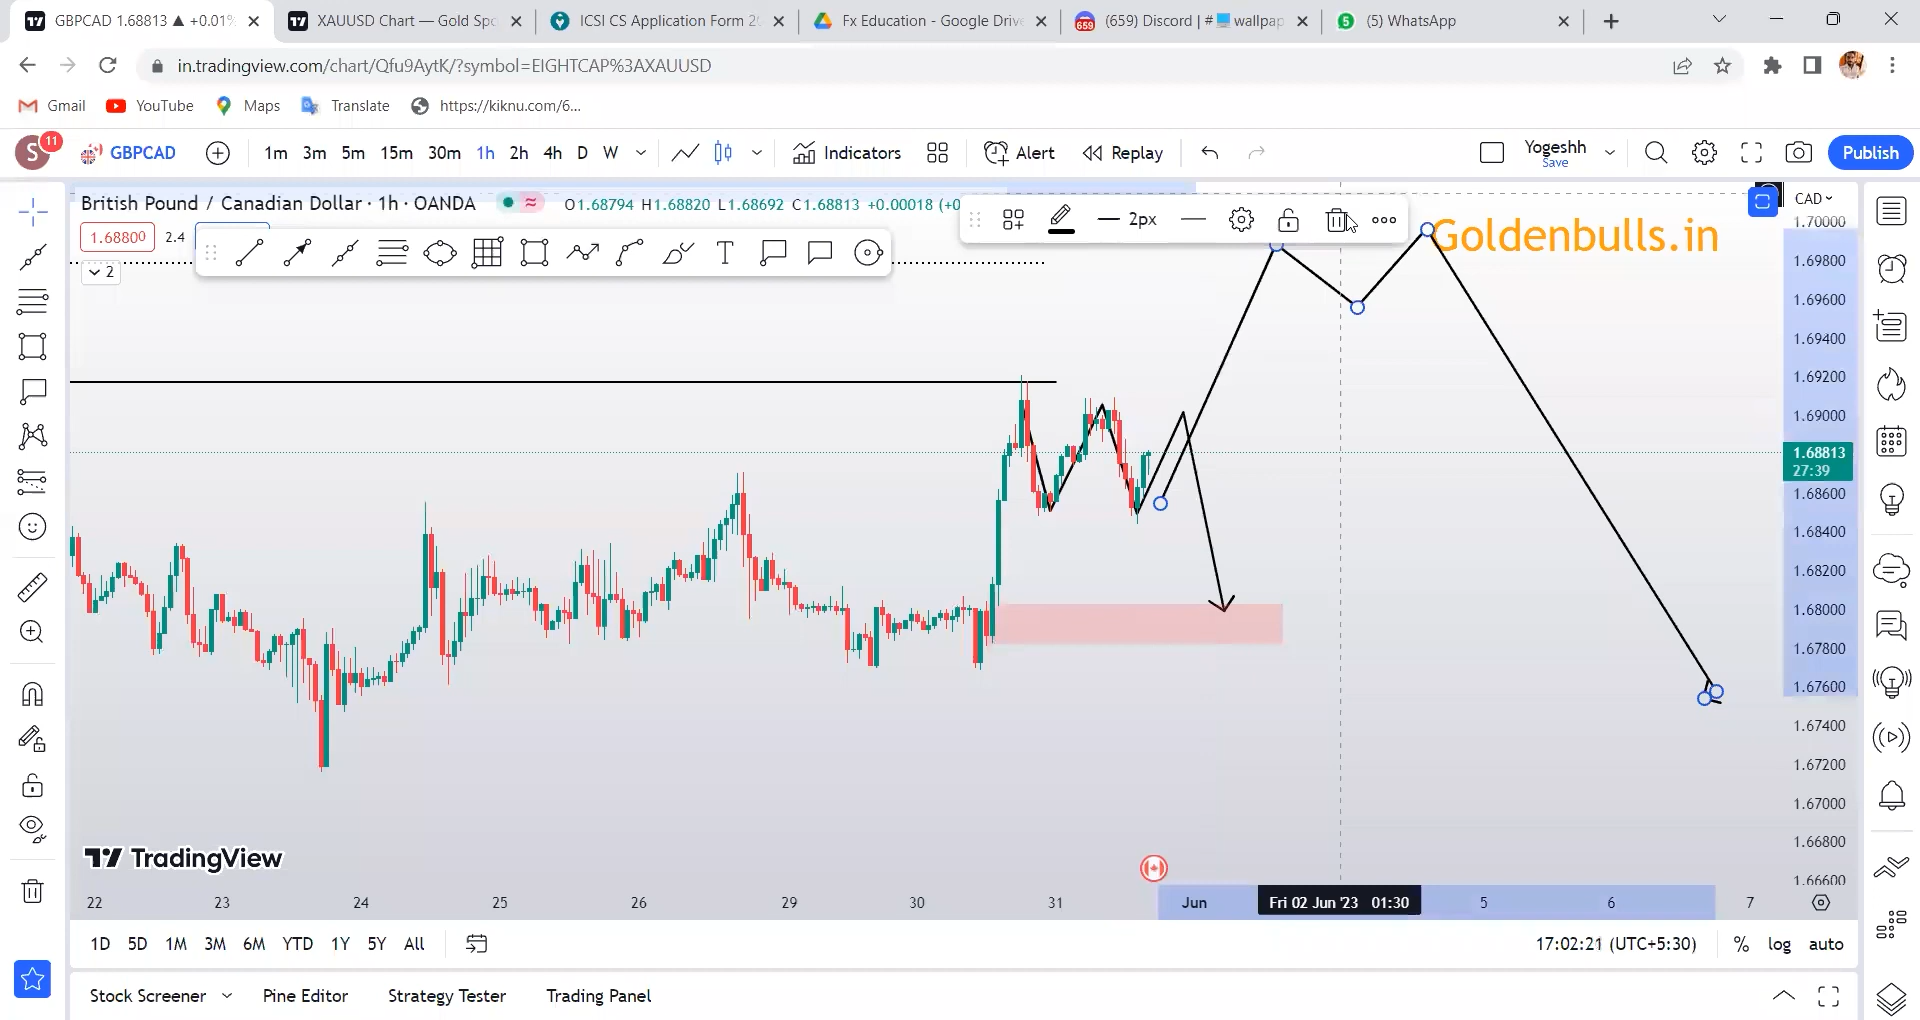 GBPCAD 1.68813 ▲ +0.01%
XAUUSD Chart — Gold Spo
ICSI CS Application Form 2
Fx Education - Google Drive
659
(659) Discord | # wallpap
5
(5) WhatsApp
in.tradingview.com/chart/Qfu9AytK/?symbol=EIGHTCAP%3AXAUUSD
Gmail
YouTube
Maps
Translate
https://kiknu.com/6...
S
11
GBPCAD
1m
3m
5m
15m
30m
1h
2h
4h
D
W
Indicators
Alert
Replay
Yogeshh
Save
Publish
British Pound / Canadian Dollar · 1h · OANDA
O1.68794 H1.68820 L1.68692 C1.68813 +0.00018 (+0
CAD
1.68800
2.4
2px
Goldenbulls.in
2
T
1.70000
1.69800
1.69600
1.69400
1.69200
1.69000
1.68813
27:39
1.68600
1.68400
1.68200
1.68000
1.67800
1.67600
1.67400
1.67200
1.67000
1.66800
1.66600
TradingView
22
23
24
25
26
29
30
31
Jun
Fri 02 Jun '23 01:30
5
6
7
1D
5D
1M
3M
6M
YTD
1Y
5Y
All
17:02:21 (UTC+5:30)
%
log
auto
Stock Screener
Pine Editor
Strategy Tester
Trading Panel